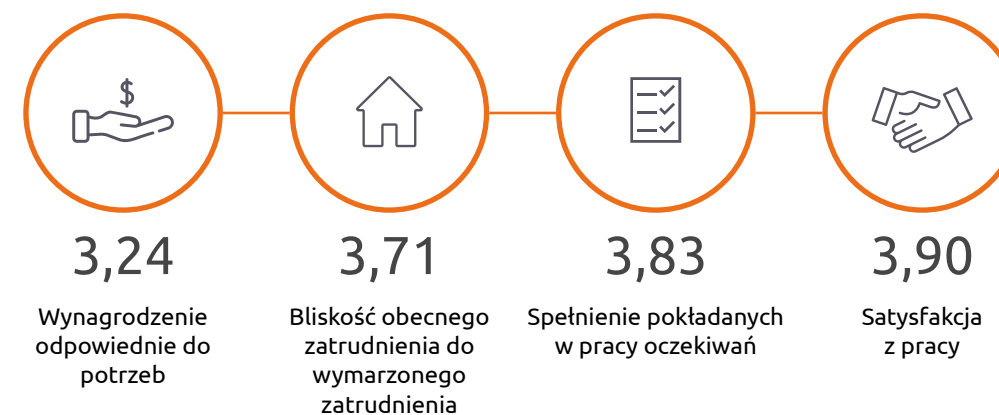 $
3,24
Wynagrodzenie
odpowiednie do
potrzeb
3,71
Bliskość obecnego
zatrudnienia do
wymarzonego
zatrudnienia
3,83
Spełnienie pokładanych
w pracy oczekiwań
3,90
Satysfakcja
z pracy